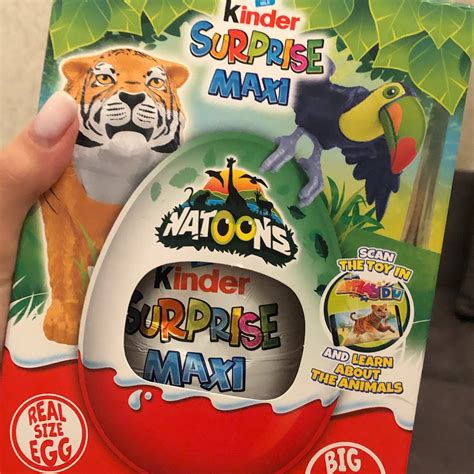 Kinder
SURPRISE
MAXI
NATOONS
SCAN
THE TOY IN
APPLAYDU
AND LEARN
ABOUT
THE ANIMALS
Kinder
SURPRISE
MAXI
REAL
SIZE
EGG
BIG